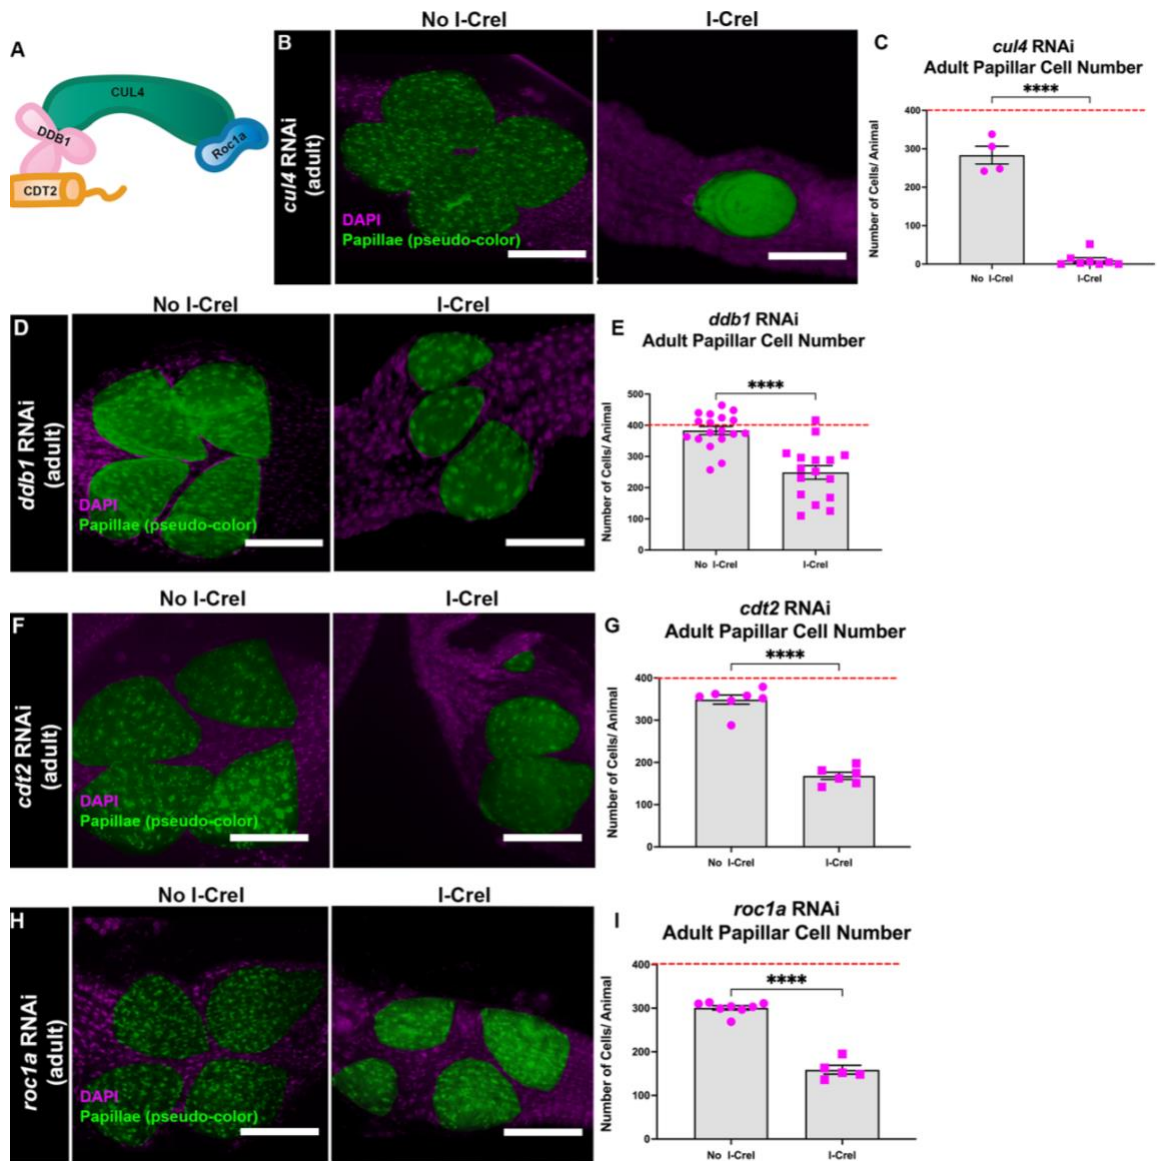 A
CUL4
DDB1
Roc1a
CDT2
No I-CreI
I-CreI
B
cul4 RNAi
(adult)
DAPI
Papillae (pseudo-color)
C
cul4 RNAi
Adult Papillar Cell Number
****
Number of Cells/ Animal
400
300
200
100
0
No I-CreI
I-CreI
No I-CreI
I-CreI
D
ddb1 RNAi
(adult)
DAPI
Papillae (pseudo-color)
E
ddb1 RNAi
Adult Papillar Cell Number
****
Number of Cells/ Animal
500
400
300
200
100
0
No I-CreI
I-CreI
No I-CreI
I-CreI
F
cdt2 RNAi
(adult)
DAPI
Papillae (pseudo-color)
G
cdt2 RNAi
Adult Papillar Cell Number
****
Number of Cells/ Animal
400
300
200
100
0
No I-CreI
I-CreI
No I-CreI
I-CreI
H
roc1a RNAi
(adult)
DAPI
Papillae (pseudo-color)
I
roc1a RNAi
Adult Papillar Cell Number
****
Number of Cells/ Animal
400
300
200
100
0
No I-CreI
I-CreI